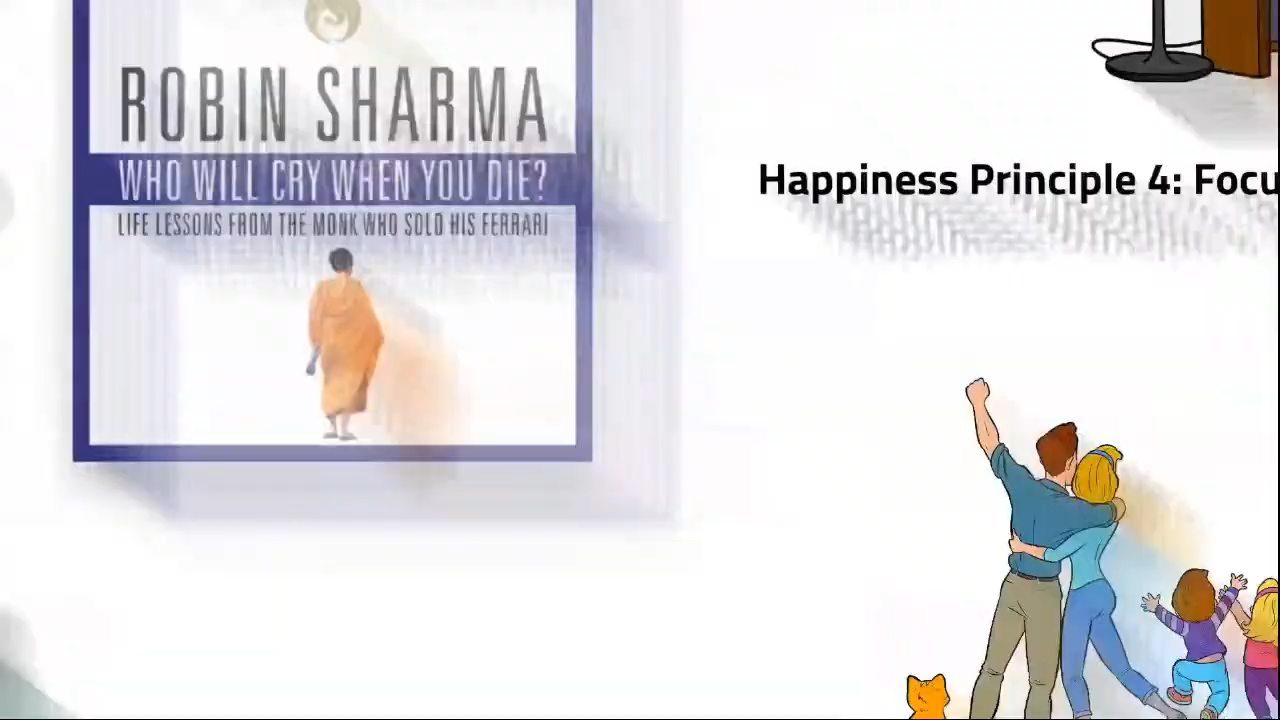 ROBIN SHARMA
WHO WILL CRY WHEN YOU DIE?
LIFE LESSONS FROM THE MONK WHO SOLD HIS FERRARI
Happiness Principle 4: Focu